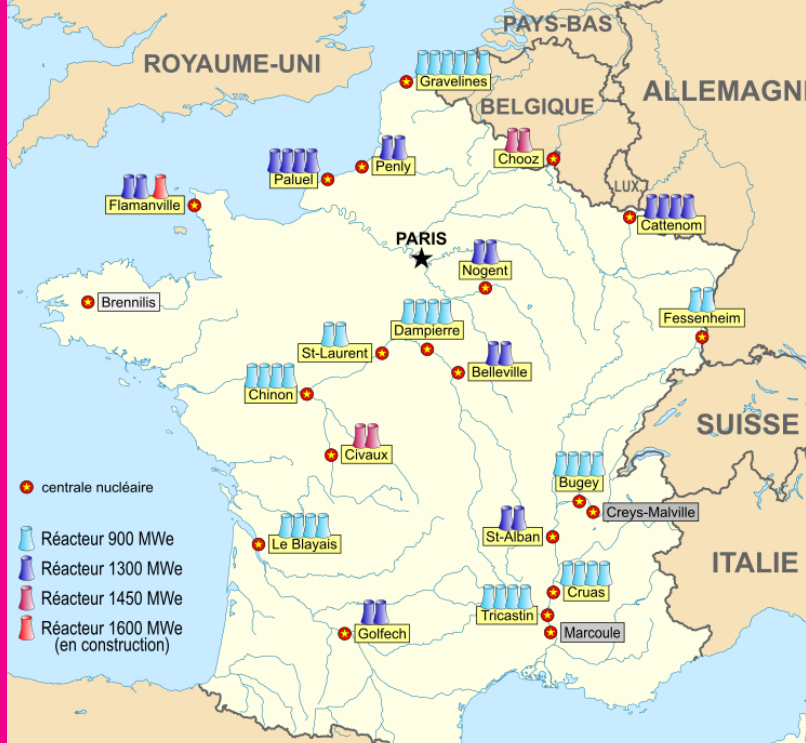 PAYS-BAS
ROYAUME-UNI
Gravelines
ALLEMAGN
BELGIQUE
Chooz
Penly
Paluel
LUX.
Flamanville
Cattenom
PARIS
Nogent
Brennilis
Fessenheim
Dampierre
St-Laurent
Belleville
Chinon
SUISSE
Civaux
Bugey
centrale nucléaire
Creys-Malville
Réacteur 900 MWe
St-Alban
Le Blayais
ITALIE
Réacteur 1300 MWe
Cruas
Réacteur 1450 MWe
Tricastin
Réacteur 1600 MWe
(en construction)
Golfech
Marcoule